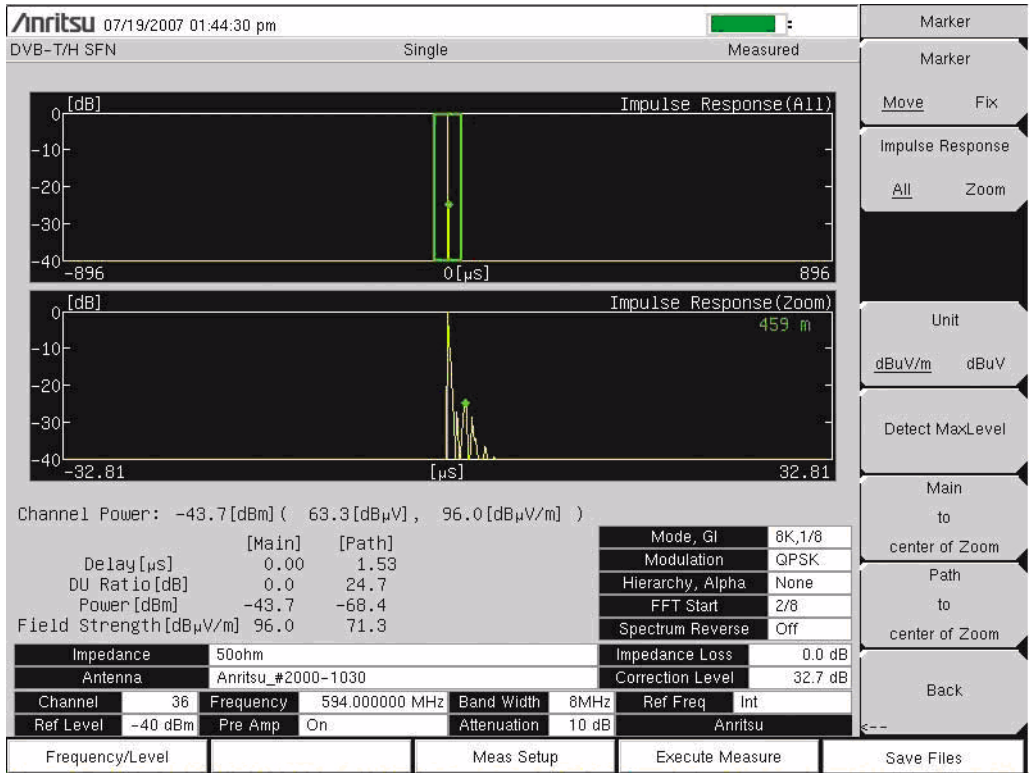 Anritsu 07/19/2007 01:44:30 pm
DVB-T/H SFN Single Measured
[dB] Impulse Response(All)
0
-10
-20
-30
-40
-896 0[µs] 896
[dB] Impulse Response(Zoom)
459 m
0
-10
-20
-30
-40
-32.81 [µs] 32.81
Channel Power: -43.7[dBm]( 63.3[dBµV], 96.0[dBµV/m] )
[Main] [Path]
Delay[µs] 0.00 1.53
DU Ratio[dB] 0.0 24.7
Power[dBm] -43.7 -68.4
Field Strength[dBµV/m] 96.0 71.3
Mode, GI 8K,1/8
Modulation QPSK
Hierarchy, Alpha None
FFT Start 2/8
Spectrum Reverse Off
Impedance 50ohm Impedance Loss 0.0 dB
Antenna Anritsu_#2000-1030 Correction Level 32.7 dB
Channel 36 Frequency 594.000000 MHz Band Width 8MHz Ref Freq Int
Ref Level -40 dBm Pre Amp On Attenuation 10 dB Anritsu
Frequency/Level Meas Setup Execute Measure Save Files
Marker
Marker
Move Fix
Impulse Response
All Zoom
Unit
dBuV/m dBuV
Detect MaxLevel
Main
to
center of Zoom
Path
to
center of Zoom
Back
<--